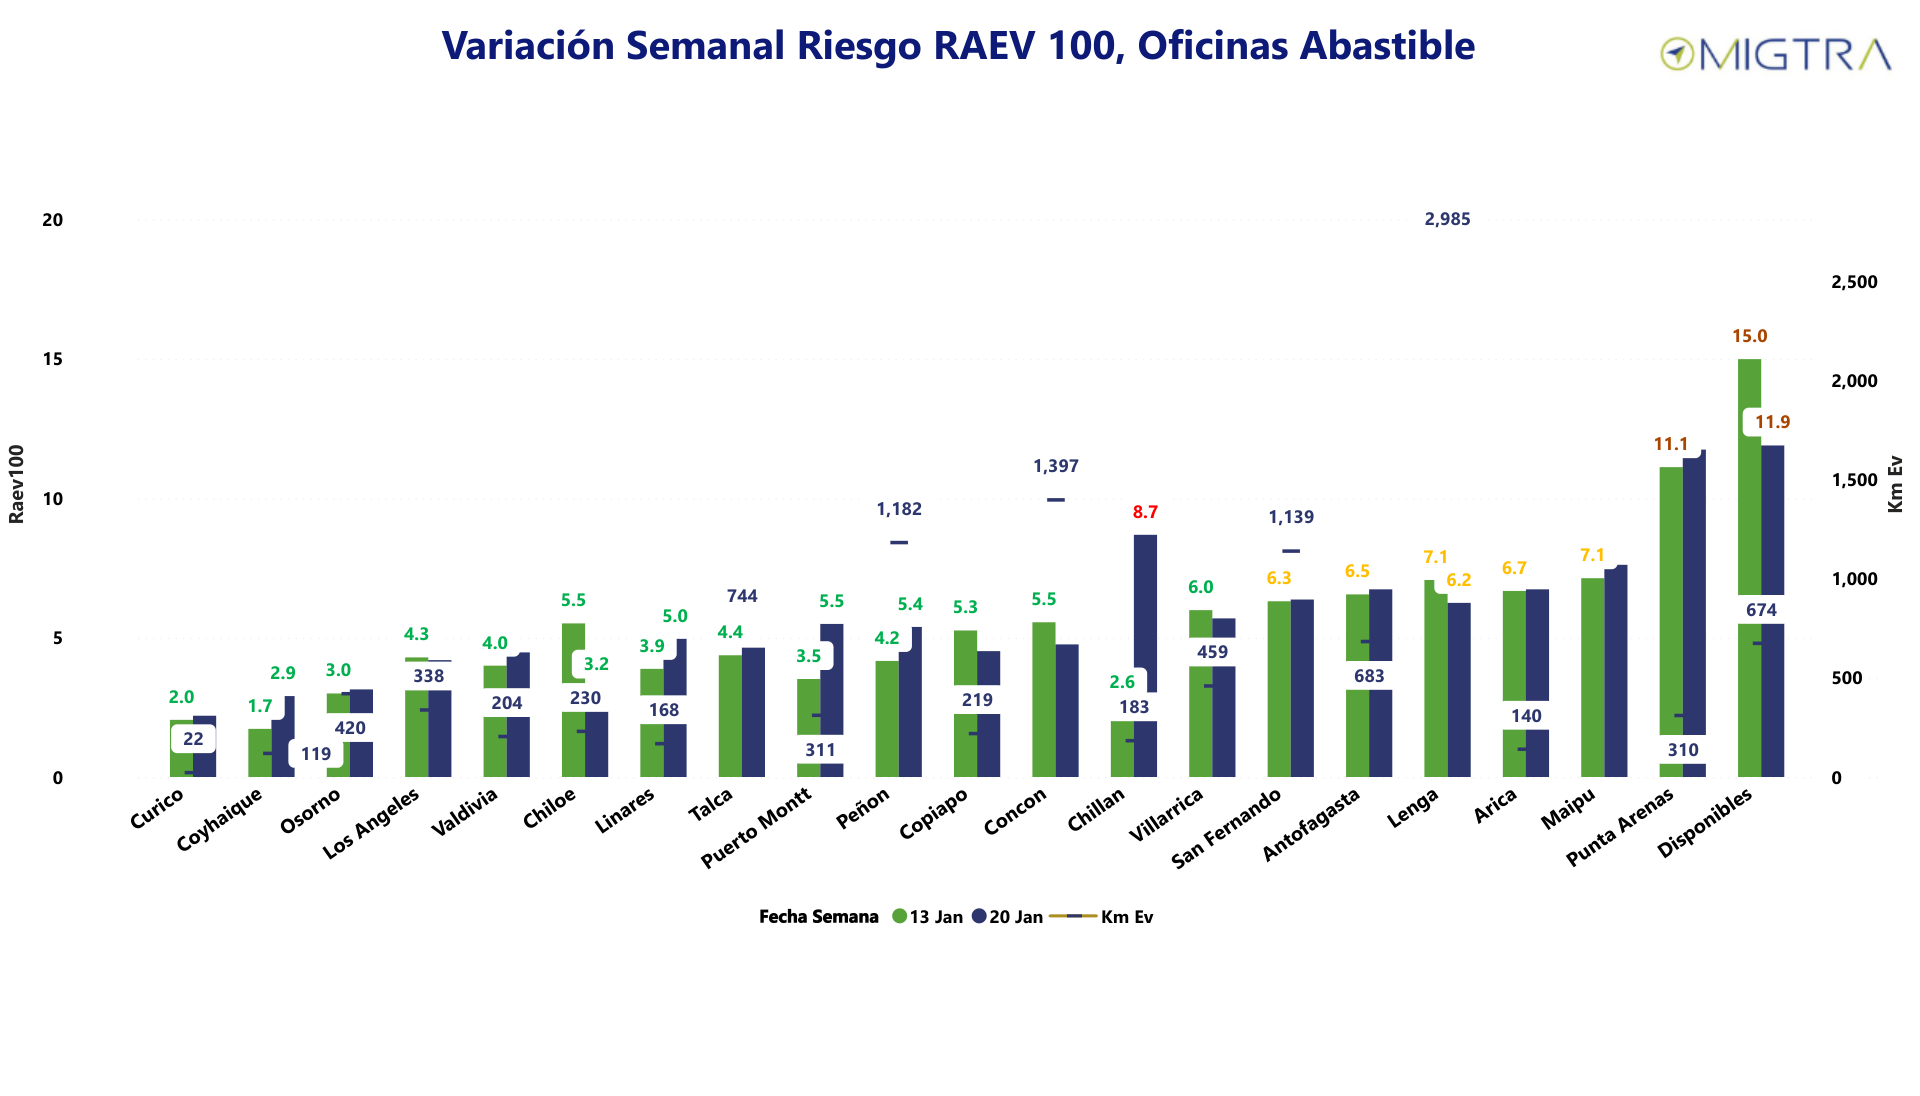 Variación Semanal Riesgo RAEV 100, Oficinas Abastible
MIGTRA
20
15
10
5
0
Raev100
2,500
2,000
1,500
1,000
500
0
Km Ev
2.0
22
1.7
2.9
119
3.0
420
4.3
338
4.0
204
5.5
3.2
230
3.9
5.0
168
4.4
744
3.5
5.5
311
4.2
5.4
1,182
5.3
219
5.5
1,397
2.6
8.7
183
6.0
459
6.3
1,139
6.5
683
7.1
6.2
2,985
6.7
140
7.1
11.1
310
15.0
11.9
674
Curico
Coyhaique
Osorno
Los Angeles
Valdivia
Chiloe
Linares
Talca
Puerto Montt
Peñon
Copiapo
Concon
Chillan
Villarrica
San Fernando
Antofagasta
Lenga
Arica
Maipu
Punta Arenas
Disponibles
Fecha Semana 13 Jan 20 Jan Km Ev